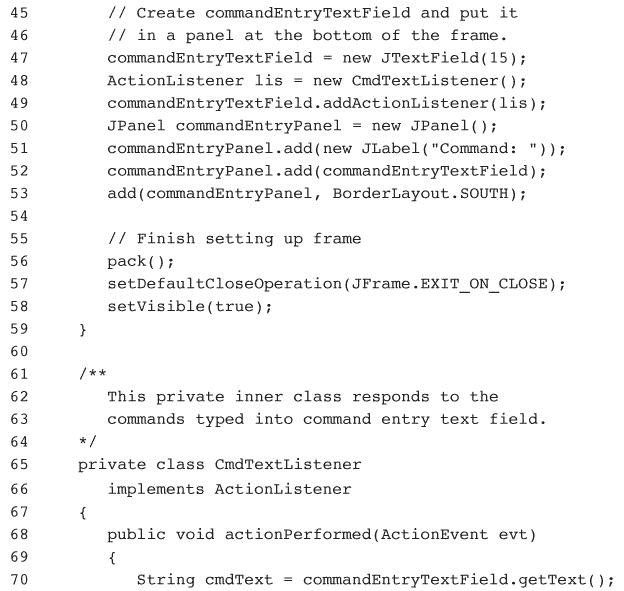 45 // Create commandEntryTextField and put it
46 // in a panel at the bottom of the frame.
47 commandEntryTextField = new JTextField(15);
48 ActionListener lis = new CmdTextListener();
49 commandEntryTextField.addActionListener(lis);
50 JPanel commandEntryPanel = new JPanel();
51 commandEntryPanel.add(new JLabel("Command: "));
52 commandEntryPanel.add(commandEntryTextField);
53 add(commandEntryPanel, BorderLayout.SOUTH);
54
55 // Finish setting up frame
56 pack();
57 setDefaultCloseOperation(JFrame.EXIT_ON_CLOSE);
58 setVisible(true);
59 }
60
61 /**
62 This private inner class responds to the
63 commands typed into command entry text field.
64 */
65 private class CmdTextListener
66 implements ActionListener
67 {
68 public void actionPerformed(ActionEvent evt)
69 {
70 String cmdText = commandEntryTextField.getText();